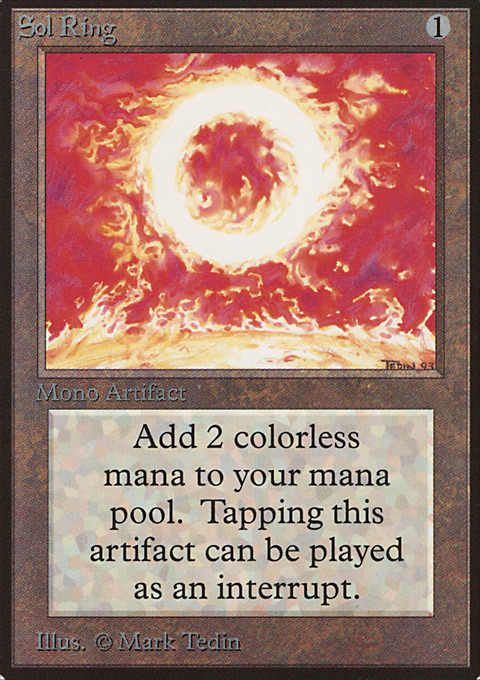 Sol Ring 1
TEDIN 93
Mono Artifact
Add 2 colorless
mana to your mana
pool. Tapping this
artifact can be played
as an interrupt.
Illus. © Mark Tedin